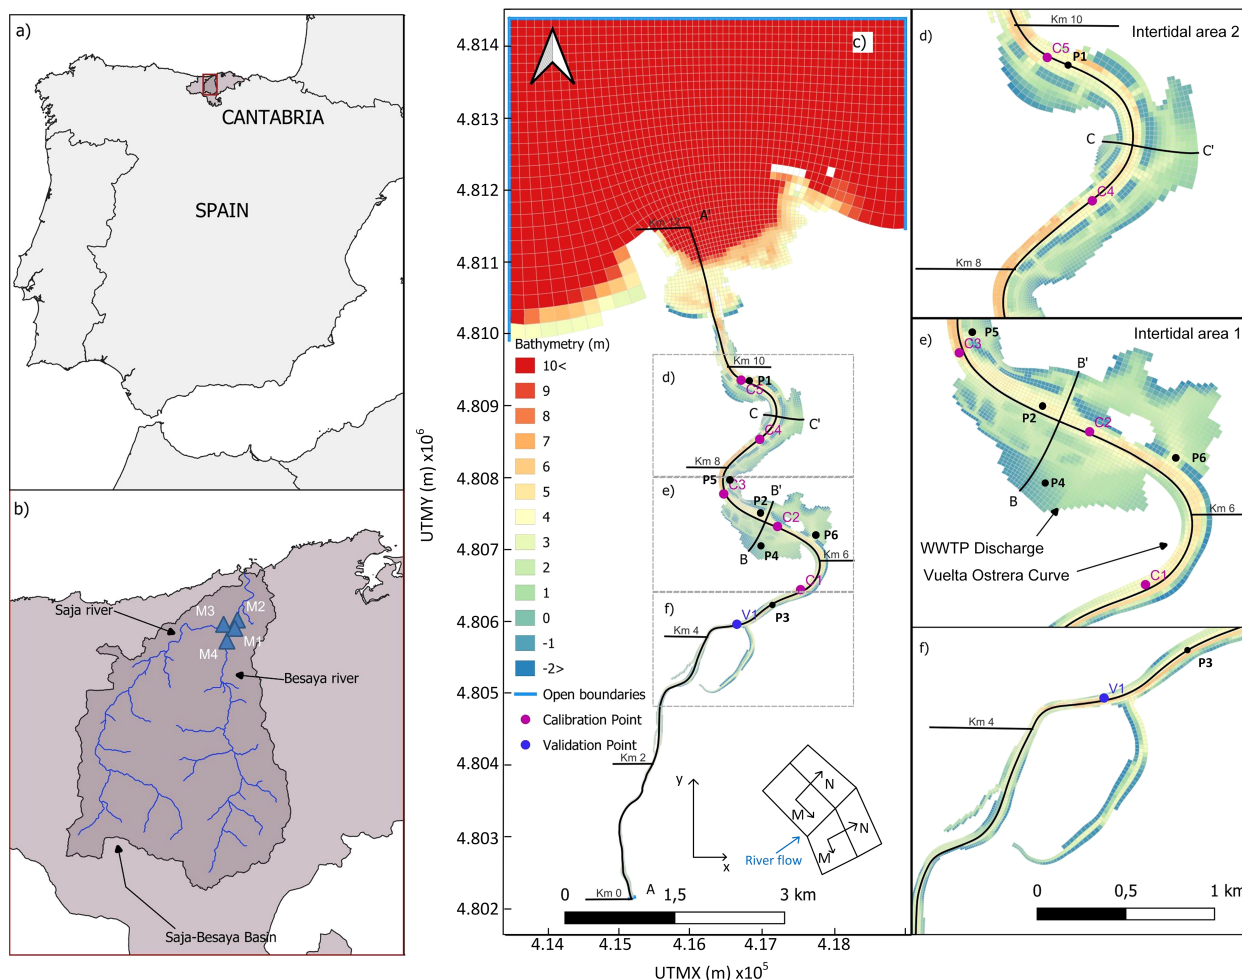 a)
CANTABRIA
SPAIN
b)
Saja river
M3
M2
M1
M4
Besaya river
Saja-Besaya Basin
c)
4.814
4.813
4.812
4.811
4.810
4.809
4.808
4.807
4.806
4.805
4.804
4.803
4.802
UTMY (m) x10⁶
4.14
4.15
4.16
4.17
4.18
UTMX (m) x10⁵
A'
Bathymetry (m)
10<
9
8
7
6
5
4
3
2
1
0
-1
-2>
Open boundaries
Calibration Point
Validation Point
Km 10
d)
P1
C5
C
C'
C4
Km 8
P5
C3
e)
B'
P2
C2
P6
B
P4
Km 6
C1
f)
V1
P3
Km 4
Km 2
Km 0
A
y
x
N
M
N
M
River flow
0
1,5
3 km
d)
Km 10
Intertidal area 2
C5
P1
C
C'
C4
Km 8
e)
P5
Intertidal area 1
C3
B'
P2
C2
P6
P4
B
Km 6
WWTP Discharge
Vuelta Ostrera Curve
C1
f)
P3
V1
Km 4
0
0,5
1 km